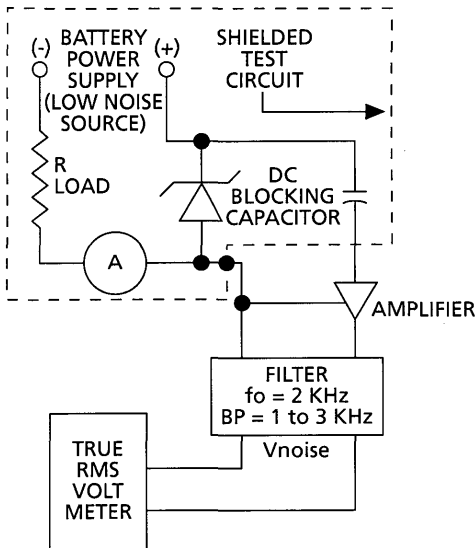 (-) BATTERY (+)
POWER
SUPPLY
(LOW NOISE
SOURCE)
SHIELDED
TEST
CIRCUIT
R
LOAD
DC
BLOCKING
CAPACITOR
A
AMPLIFIER
FILTER
fo = 2 KHz
BP = 1 to 3 KHz
Vnoise
TRUE
RMS
VOLT
METER